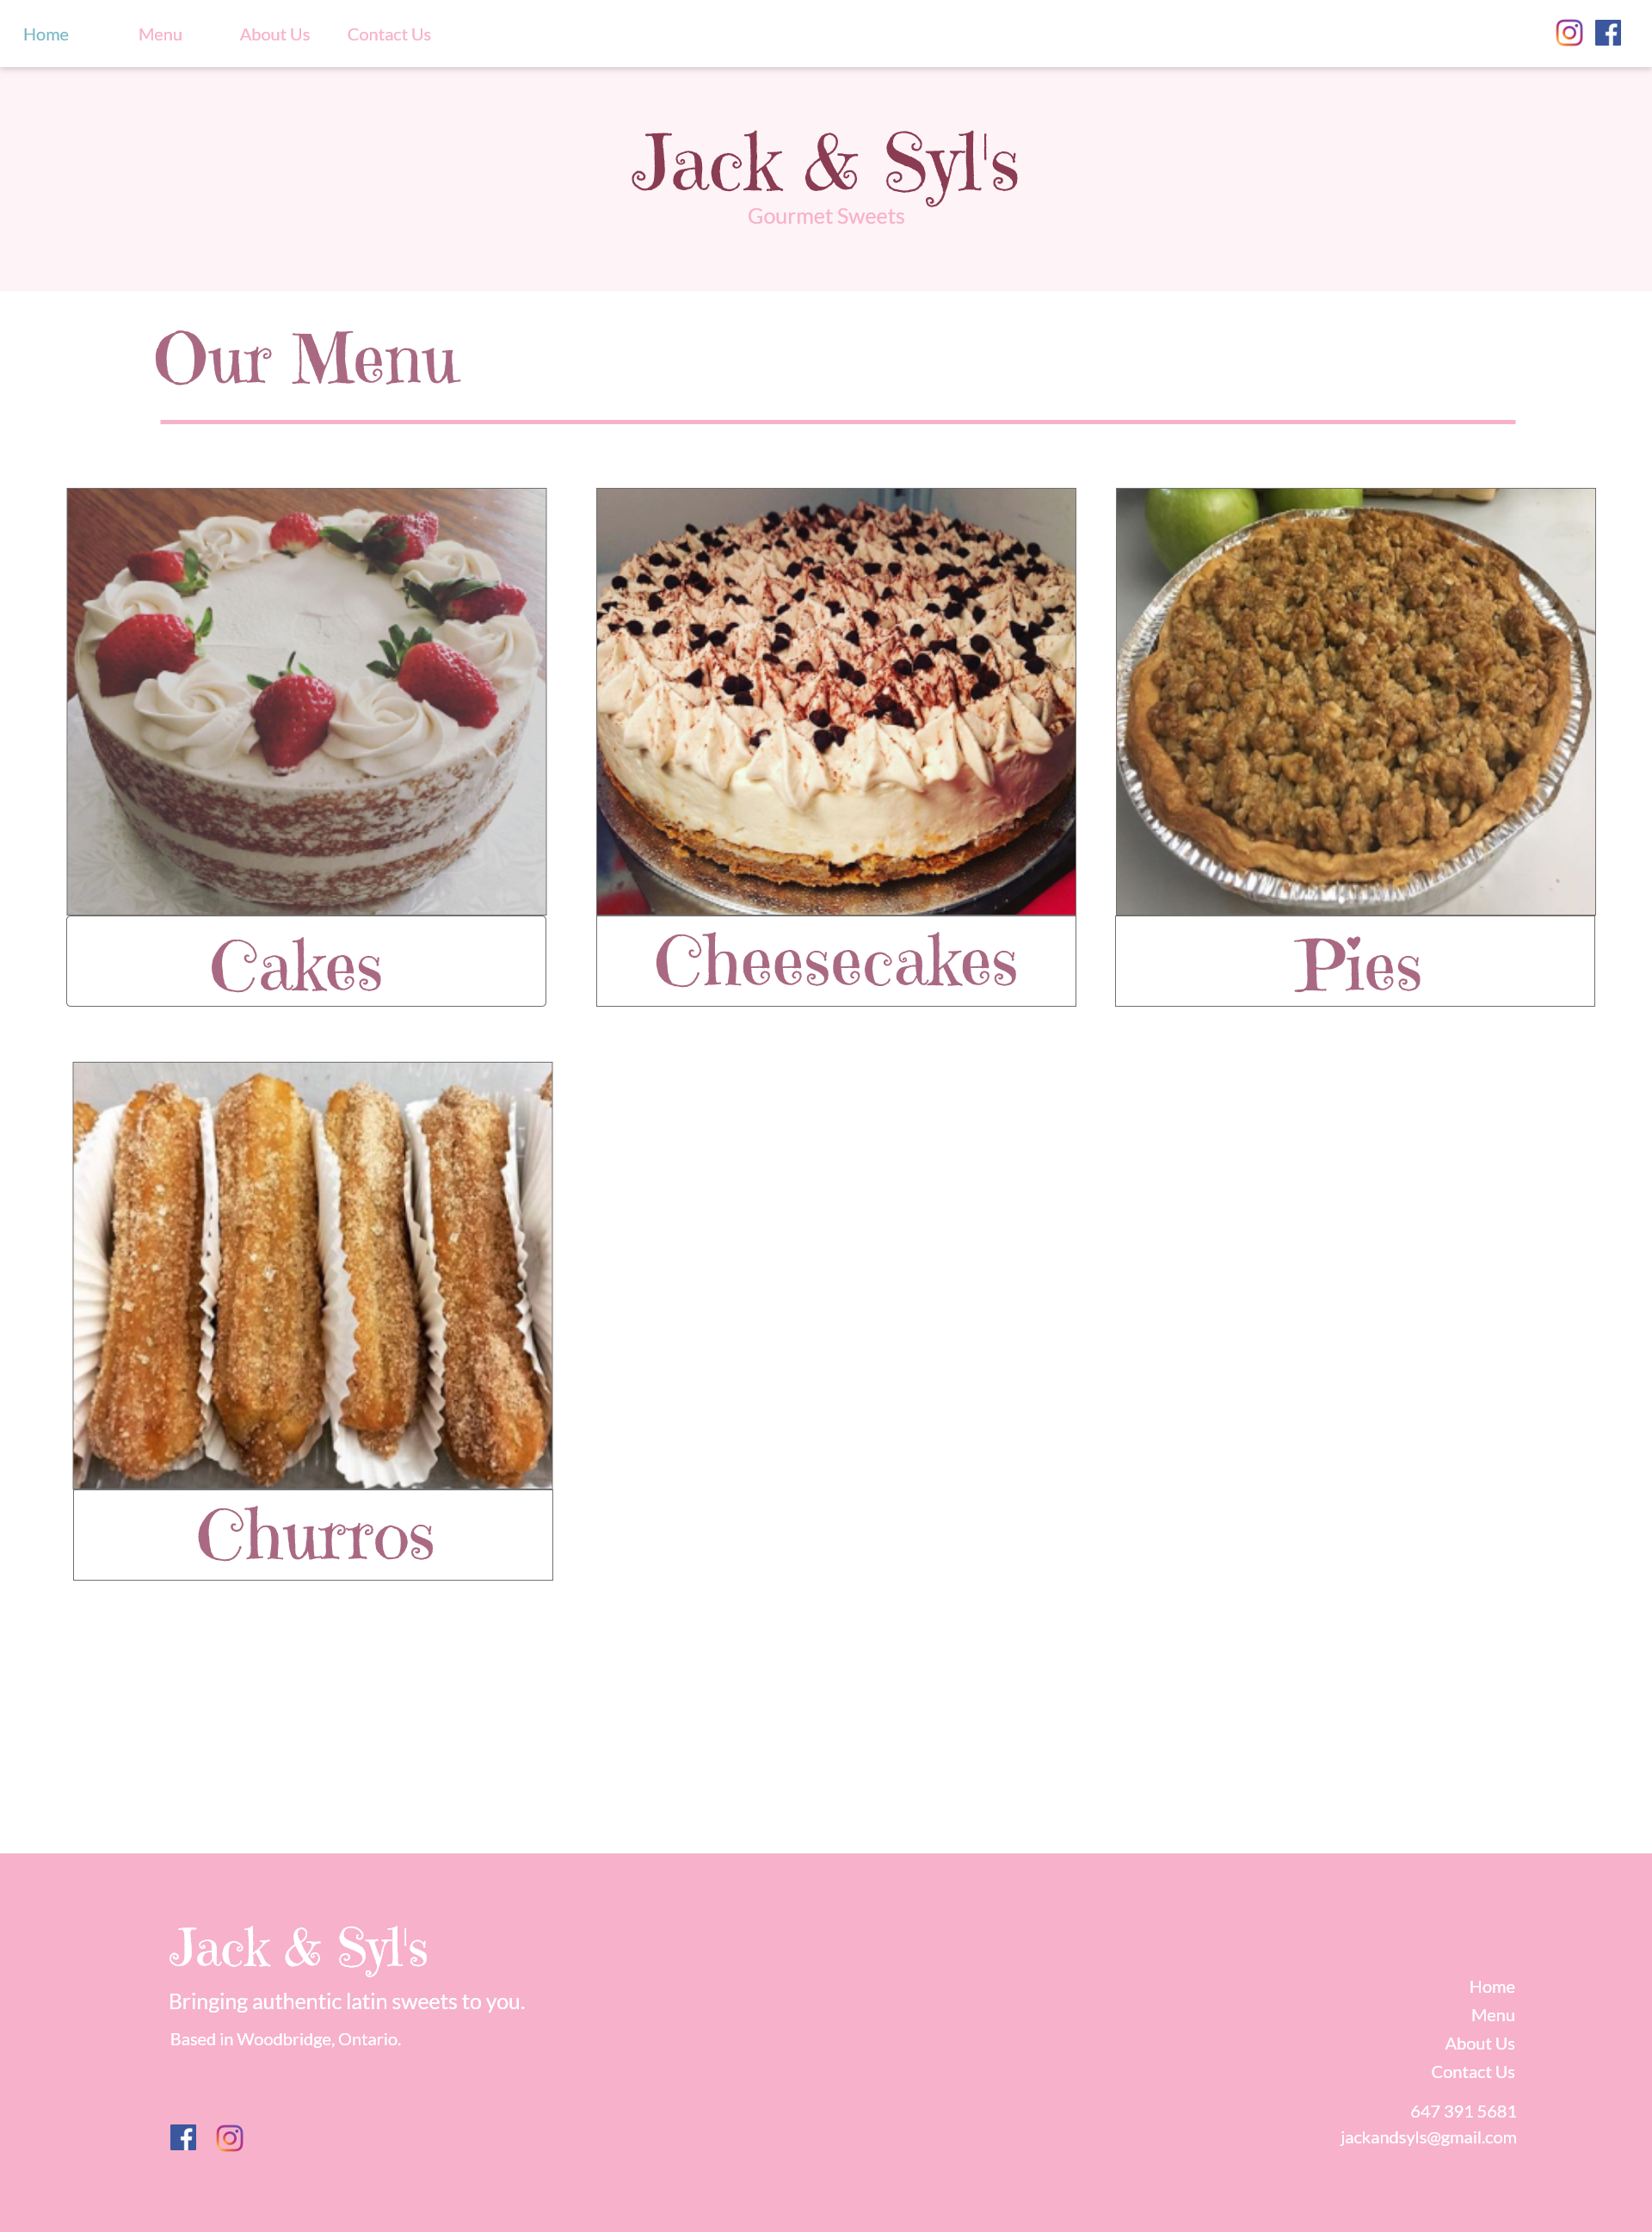 Home Menu About Us Contact Us
Jack & Syl's
Gourmet Sweets
Our Menu
Cakes
Cheesecakes
Pies
Churros
Jack & Syl's
Bringing authentic latin sweets to you.
Based in Woodbridge, Ontario.
Home
Menu
About Us
Contact Us
647 391 5681
jackandsyls@gmail.com